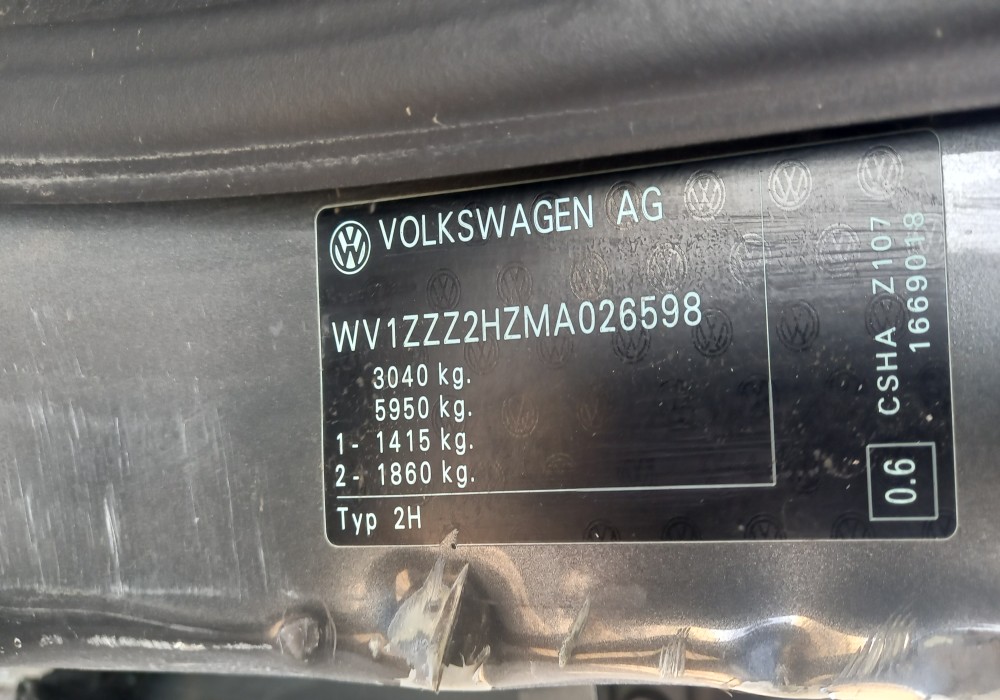 VOLKSWAGEN AG
WV1ZZZ2HZMA026598
3040 kg.
5950 kg.
1- 1415 kg.
2- 1860 kg.
Typ 2H
CSHA Z107
1669018
0.6